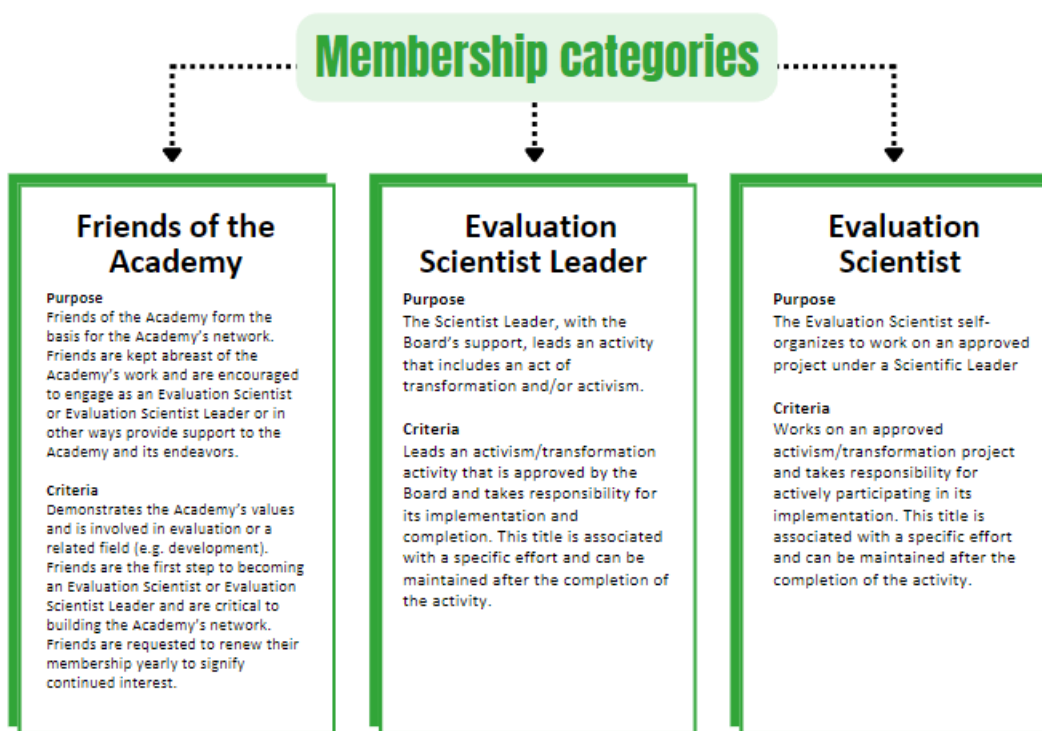 Membership categories
Friends of the
Academy
Purpose
Friends of the Academy form the
basis for the Academy's network.
Friends are kept abreast of the
Academy's work and are encouraged
to engage as an Evaluation Scientist
or Evaluation Scientist Leader or in
other ways provide support to the
Academy and its endeavors.
Criteria
Demonstrates the Academy's values
and is involved in evaluation or a
related field (e.g. development).
Friends are the first step to becoming
an Evaluation Scientist or Evaluation
Scientist Leader and are critical to
building the Academy's network.
Friends are requested to renew their
membership yearly to signify
continued interest.
Evaluation
Scientist Leader
Purpose
The Scientist Leader, with the
Board's support, leads an activity
that includes an act of
transformation and/or activism.
Criteria
Leads an activism/transformation
activity that is approved by the
Board and takes responsibility for
its implementation and
completion. This title is associated
with a specific effort and can be
maintained after the completion of
the activity.
Evaluation
Scientist
Purpose
The Evaluation Scientist self-
organizes to work on an approved
project under a Scientific Leader
Criteria
Works on an approved
activism/transformation project
and takes responsibility for
actively participating in its
implementation. This title is
associated with a specific effort
and can be maintained after the
completion of the activity.